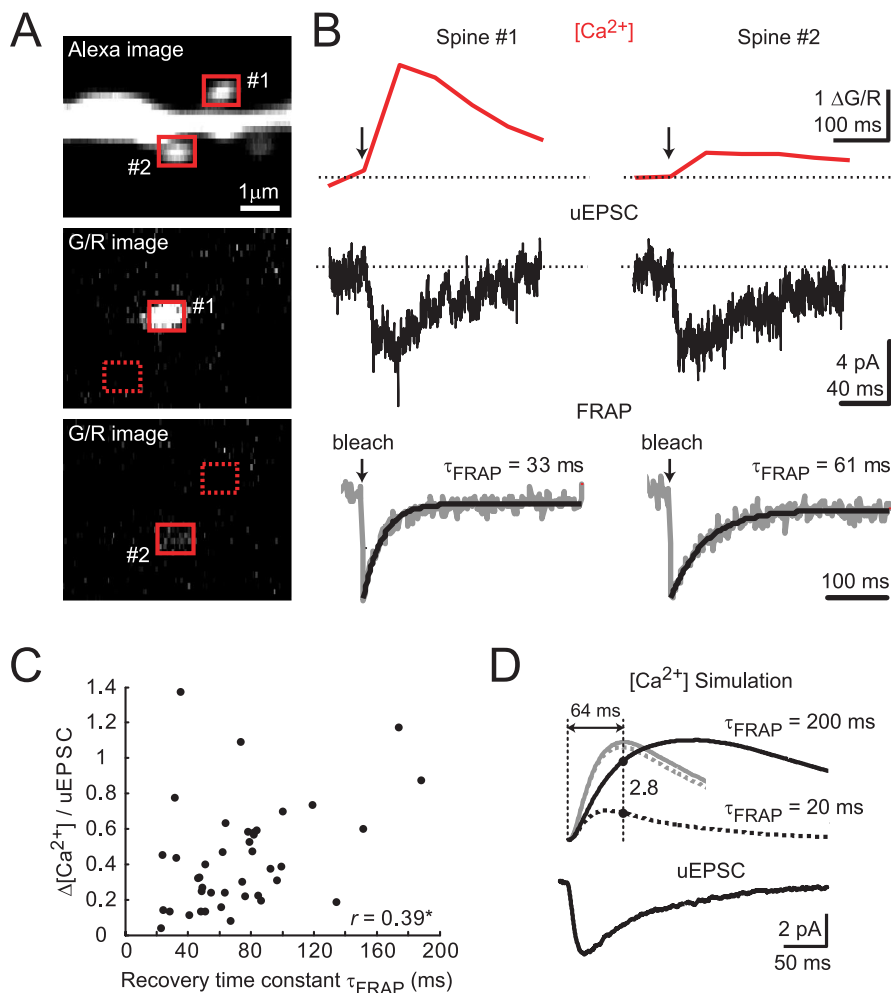 A
Alexa image
#1
#2
1μm
G/R image
#1
G/R image
#2
B
Spine #1
[Ca2+]
Spine #2
1 ΔG/R
100 ms
uEPSC
4 pA
40 ms
FRAP
bleach
τFRAP = 33 ms
bleach
τFRAP = 61 ms
100 ms
C
Δ[Ca2+] / uEPSC
1.4
1.2
1
0.8
0.6
0.4
0.2
0
r = 0.39*
0 40 80 120 160 200
Recovery time constant τFRAP (ms)
D
[Ca2+] Simulation
64 ms
τFRAP = 200 ms
2.8
τFRAP = 20 ms
uEPSC
2 pA
50 ms